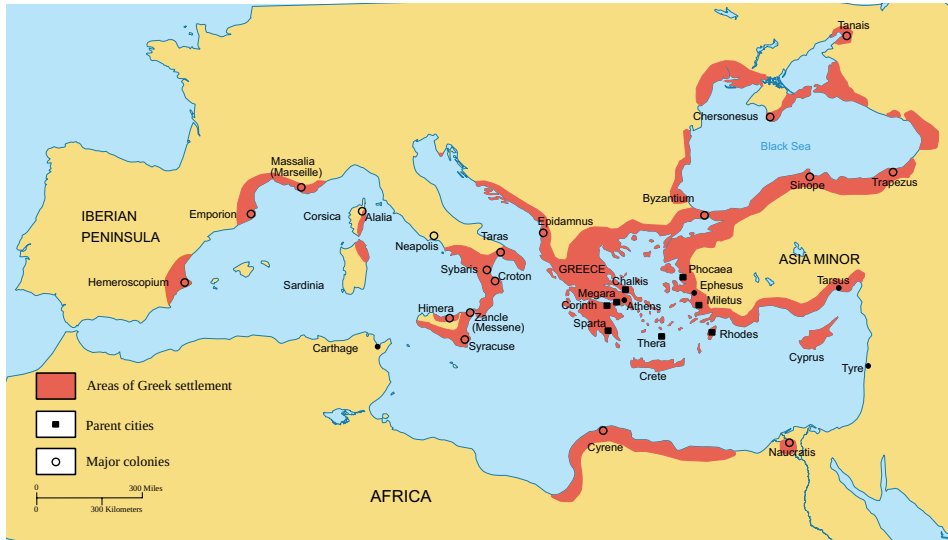 Tanais
Chersonesus
Black Sea
Massalia
(Marseille)
Sinope
Trapezus
Byzantium
IBERIAN
PENINSULA
Emporion
Corsica
Alalia
Neapolis
Taras
Epidamnus
Sybaris
Croton
GREECE
Phocaea
ASIA MINOR
Hemeroscopium
Sardinia
Chalkis
Ephesus
Tarsus
Megara
Corinth
Athens
Miletus
Himera
Zancle
(Messene)
Sparta
Rhodes
Carthage
Syracuse
Thera
Cyprus
Tyre
Crete
Areas of Greek settlement
Parent cities
Major colonies
Cyrene
Naucratis
0 300 Miles
0 300 Kilometers
AFRICA